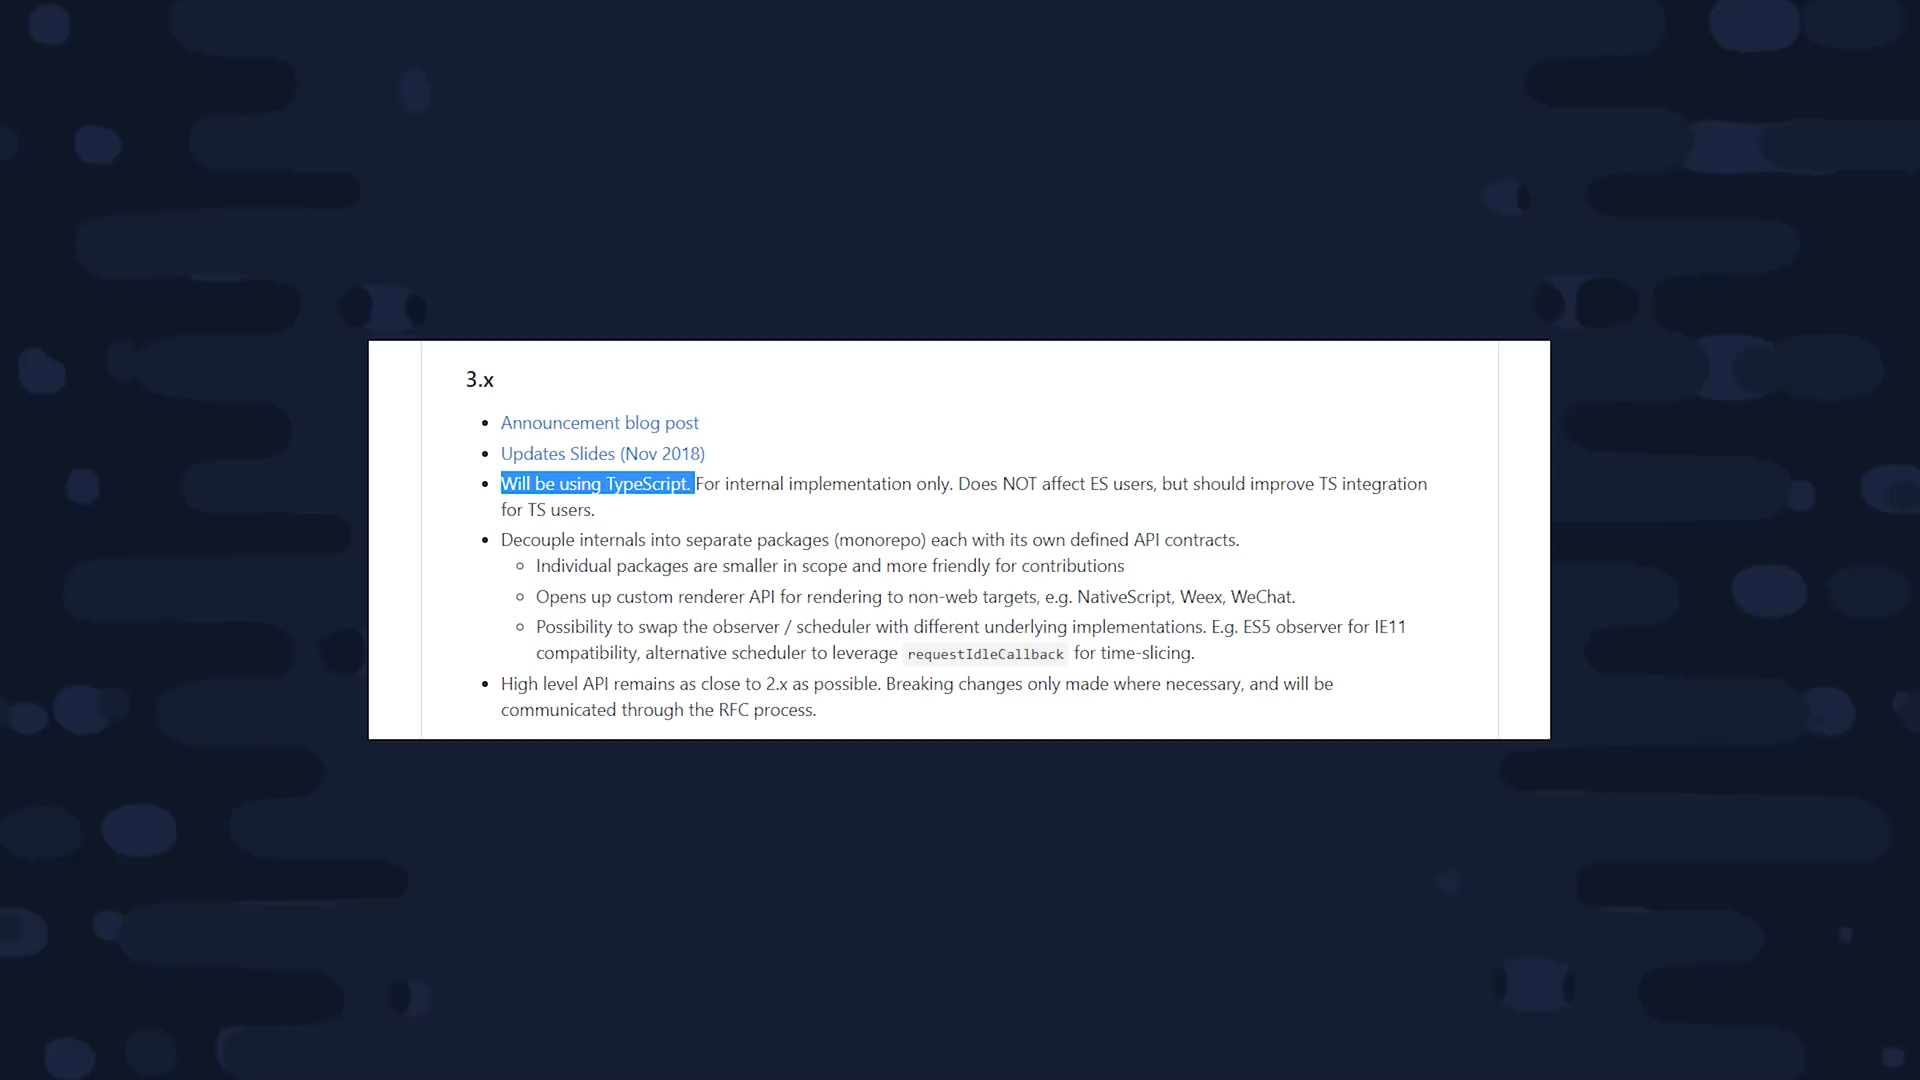 3.x
Announcement blog post
Updates Slides (Nov 2018)
Will be using TypeScript. For internal implementation only. Does NOT affect ES users, but should improve TS integration
for TS users.
Decouple internals into separate packages (monorepo) each with its own defined API contracts.
Individual packages are smaller in scope and more friendly for contributions
Opens up custom renderer API for rendering to non-web targets, e.g. NativeScript, Weex, WeChat.
Possibility to swap the observer / scheduler with different underlying implementations. E.g. ES5 observer for IE11
compatibility, alternative scheduler to leverage requestIdleCallback for time-slicing.
High level API remains as close to 2.x as possible. Breaking changes only made where necessary, and will be
communicated through the RFC process.